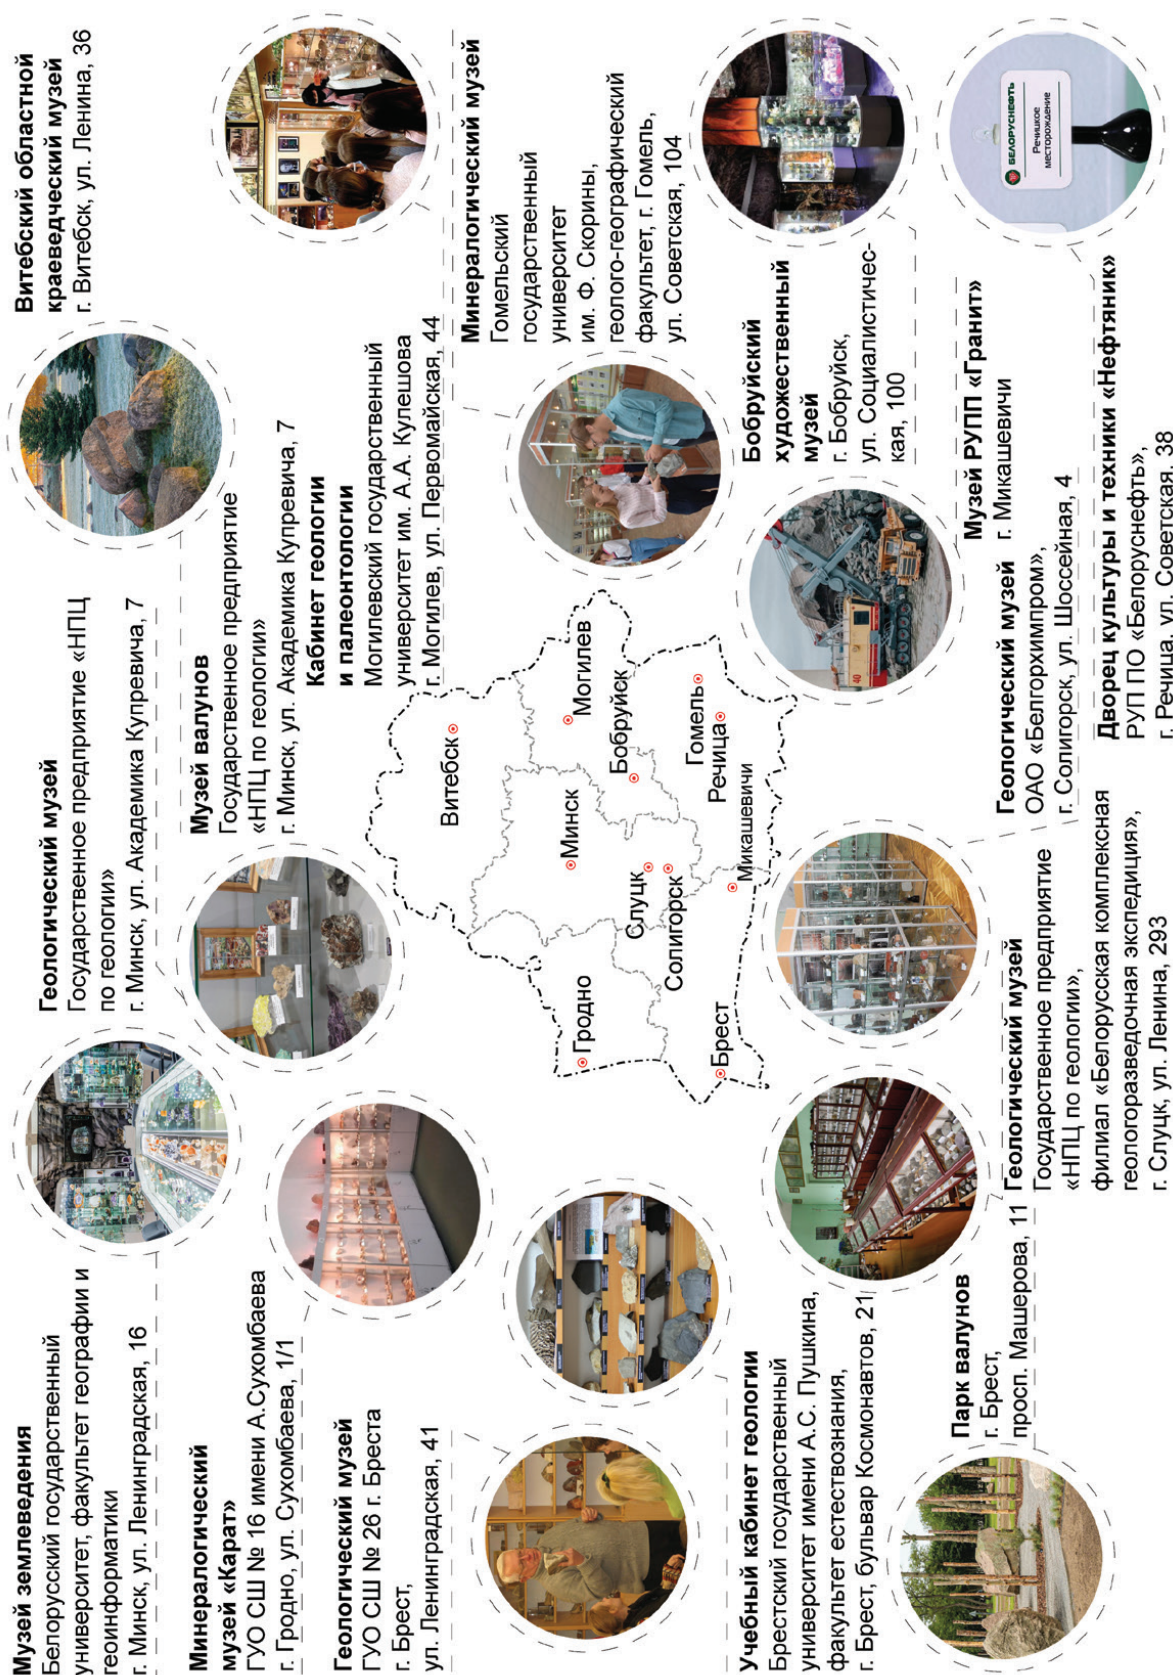 Музей землеведения
Белорусский государственный
университет, факультет географии и
геоинформатики
г. Минск, ул. Ленинградская, 16
Геологический музей
Государственное предприятие «НПЦ
по геологии»
г. Минск, ул. Академика Купревича, 7
Витебский областной
краеведческий музей
г. Витебск, ул. Ленина, 36
Минералогический
музей «Карат»
ГУО СШ № 16 имени А.Сухомбаева
г. Гродно, ул. Сухомбаева, 1/1
Музей валунов
Государственное предприятие
«НПЦ по геологии»
г. Минск, ул. Академика Купревича, 7
Кабинет геологии
и палеонтологии
Могилевский государственный
университет им. А.А. Кулешова
г. Могилев, ул. Первомайская, 44
Геологический музей
ГУО СШ № 26 г. Бреста
г. Брест,
ул. Ленинградская, 41
Минералогический музей
Гомельский
государственный
университет
им. Ф. Скорины,
геолого-географический
факультет, г. Гомель,
ул. Советская, 104
Витебск
Минск
Могилев
Гродно
Слуцк
Бобруйск
Солигорск
Гомель
Речица
Брест
Микашевичи
Учебный кабинет геологии
Брестский государственный
университет имени А.С. Пушкина,
факультет естествознания,
г. Брест, бульвар Космонавтов, 21
Бобруйский
художественный
музей
г. Бобруйск,
ул. Социалистичес-
кая, 100
Парк валунов
г. Брест,
просп. Машерова, 11
Музей РУПП «Гранит»
г. Микашевичи
40
Геологический музей
Государственное предприятие
«НПЦ по геологии»,
филиал «Белорусская комплексная
геологоразведочная экспедиция»,
г. Слуцк, ул. Ленина, 293
Геологический музей
ОАО «Белгорхимпром»,
г. Солигорск, ул. Шоссейная, 4
Дворец культуры и техники «Нефтяник»
РУП ПО «Белоруснефть»,
г. Речица, ул. Советская, 38
БЕЛОРУСНЕФТЬ
Речицкое
месторождение